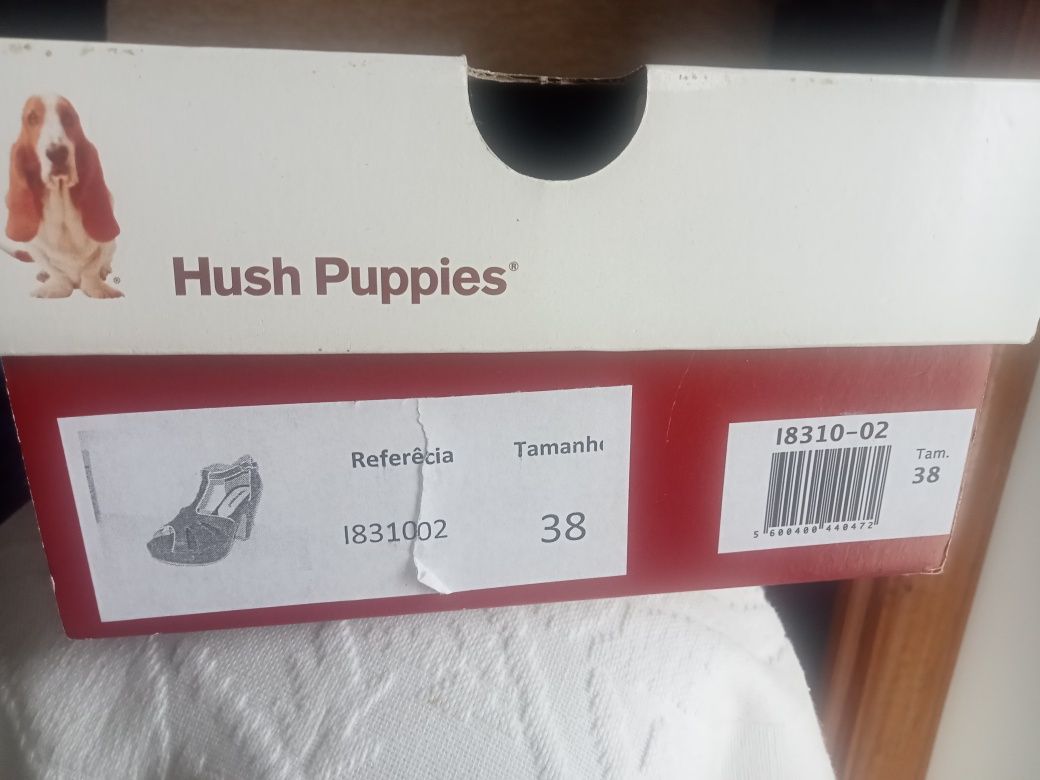 Hush Puppies®
Referêcia
Tamanh
I831002
38
I8310-02
Tam.
38
5 600400 440472